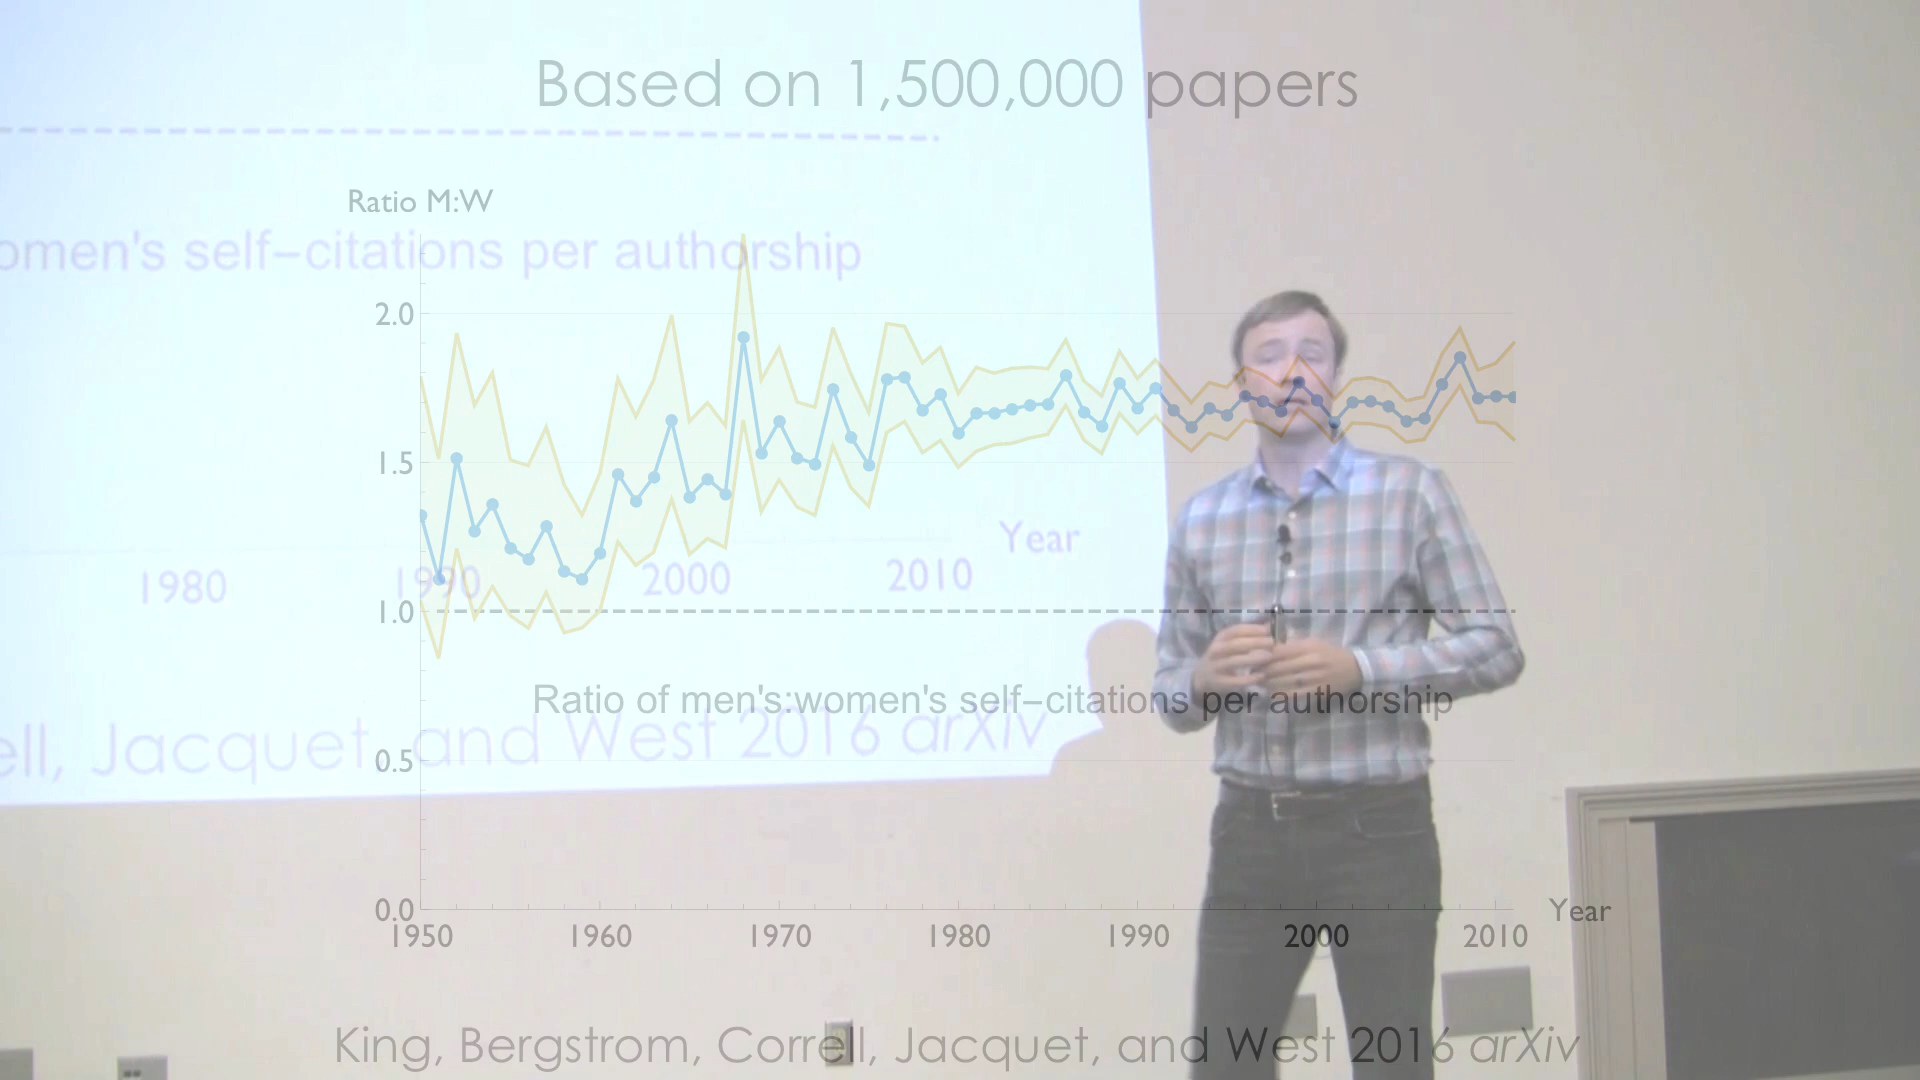 Based on 1,500,000 papers
Ratio M:W
omen's self–citations per authorship
2.0
1.5
Year
1980 1990 2000 2010
1.0
Ratio of men's:women's self–citations per authorship
ell, Jacquet, and West 2016 arXiv
0.5
0.0
Year
1950 1960 1970 1980 1990 2000 2010
King, Bergstrom, Correll, Jacquet, and West 2016 arXiv